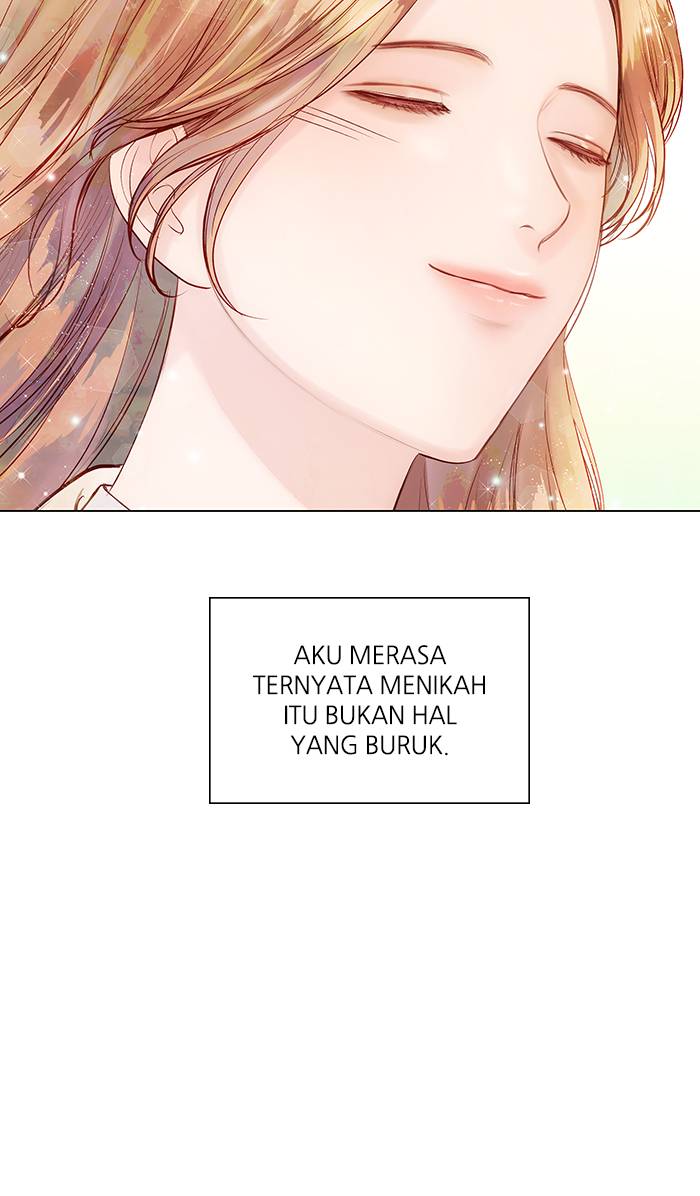 AKU MERASA
TERNYATA MENIKAH
ITU BUKAN HAL
YANG BURUK.